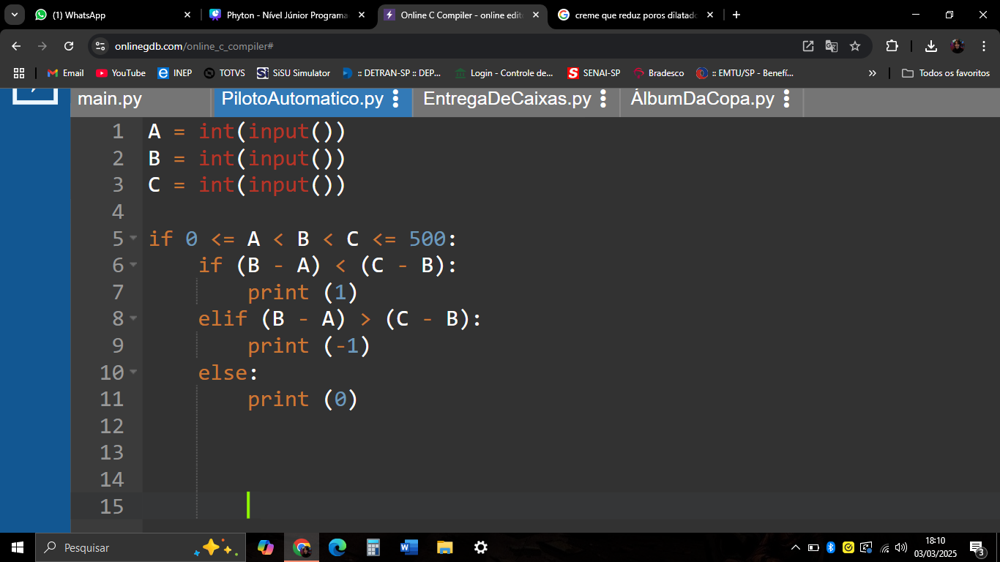 (1) WhatsApp
Phyton - Nível Júnior Programa
Online C Compiler - online edit
creme que reduz poros dilatado
onlinegdb.com/online_c_compiler#
Email
YouTube
INEP
TOTVS
SiSU Simulator
:: DETRAN-SP :: DEP...
Login - Controle de...
SENAI-SP
Bradesco
:: EMTU/SP - Benefí...
Todos os favoritos
main.py
PilotoAutomatico.py
EntregaDeCaixas.py
ÁlbumDaCopa.py
1 A = int(input())
2 B = int(input())
3 C = int(input())
4
5 if 0 <= A < B < C <= 500:
6 if (B - A) < (C - B):
7 print (1)
8 elif (B - A) > (C - B):
9 print (-1)
10 else:
11 print (0)
12
13
14
15
Pesquisar
18:10
03/03/2025
3